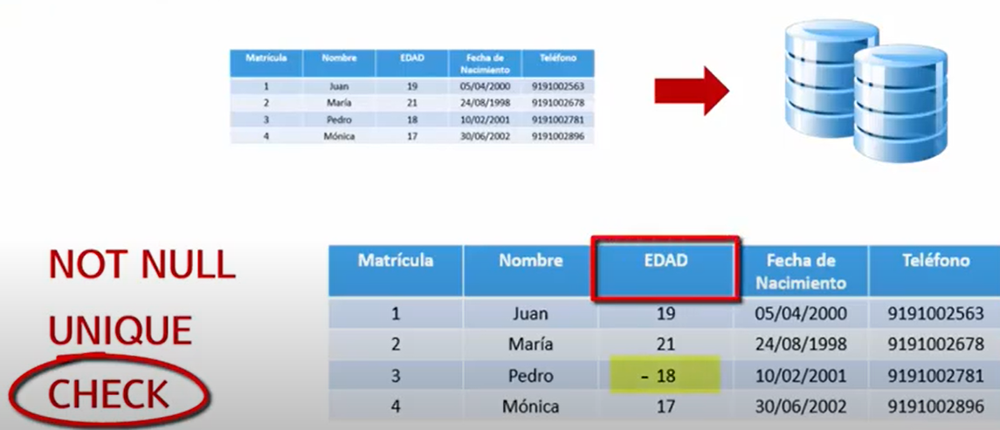 Matrícula Nombre EDAD Fecha de Nacimiento Teléfono
1 Juan 19 05/04/2000 9191002563
2 María 21 24/08/1998 9191002678
3 Pedro 18 10/02/2001 9191002781
4 Mónica 17 30/06/2002 9191002896
NOT NULL
UNIQUE
CHECK
Matrícula Nombre EDAD Fecha de Nacimiento Teléfono
1 Juan 19 05/04/2000 9191002563
2 María 21 24/08/1998 9191002678
3 Pedro - 18 10/02/2001 9191002781
4 Mónica 17 30/06/2002 9191002896